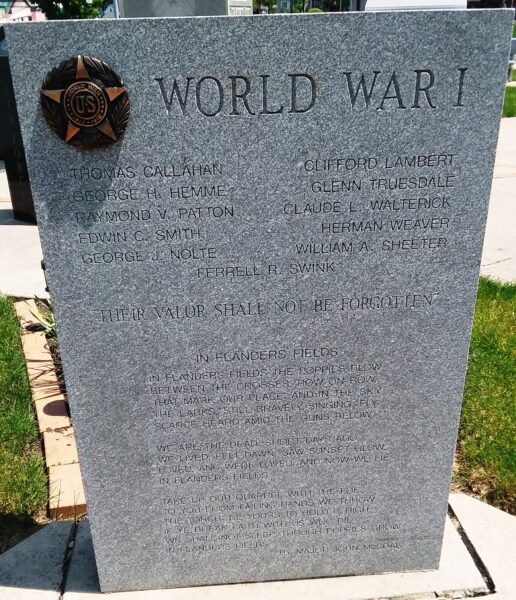 WORLD WAR I
US
THOMAS CALLAHAN
GEORGE H. HEMME
RAYMOND V. PATTON
EDWIN C. SMITH
GEORGE J. NOLTE
CLIFFORD LAMBERT
GLENN TRUESDALE
CLAUDE L. WALTERICK
HERMAN WEAVER
WILLIAM A. SHEETER
FERRELL R. SWINK
"THEIR VALOR SHALL NOT BE FORGOTTEN"
IN FLANDERS FIELDS
IN FLANDERS FIELDS THE POPPIES BLOW
BETWEEN THE CROSSES, ROW ON ROW,
THAT MARK OUR PLACE; AND IN THE SKY
THE LARKS, STILL BRAVELY SINGING, FLY
SCARCE HEARD AMID THE GUNS BELOW.
WE ARE THE DEAD. SHORT DAYS AGO
WE LIVED, FELT DAWN, SAW SUNSET GLOW,
LOVED, AND WERE LOVED, AND NOW WE LIE
IN FLANDERS FIELDS.
TAKE UP OUR QUARREL WITH THE FOE:
TO YOU FROM FAILING HANDS WE THROW
THE TORCH; BE YOURS TO HOLD IT HIGH.
IF YE BREAK FAITH WITH US WHO DIE
WE SHALL NOT SLEEP, THOUGH POPPIES GROW
IN FLANDERS FIELDS.
BY MAJOR JOHN MCCRAE